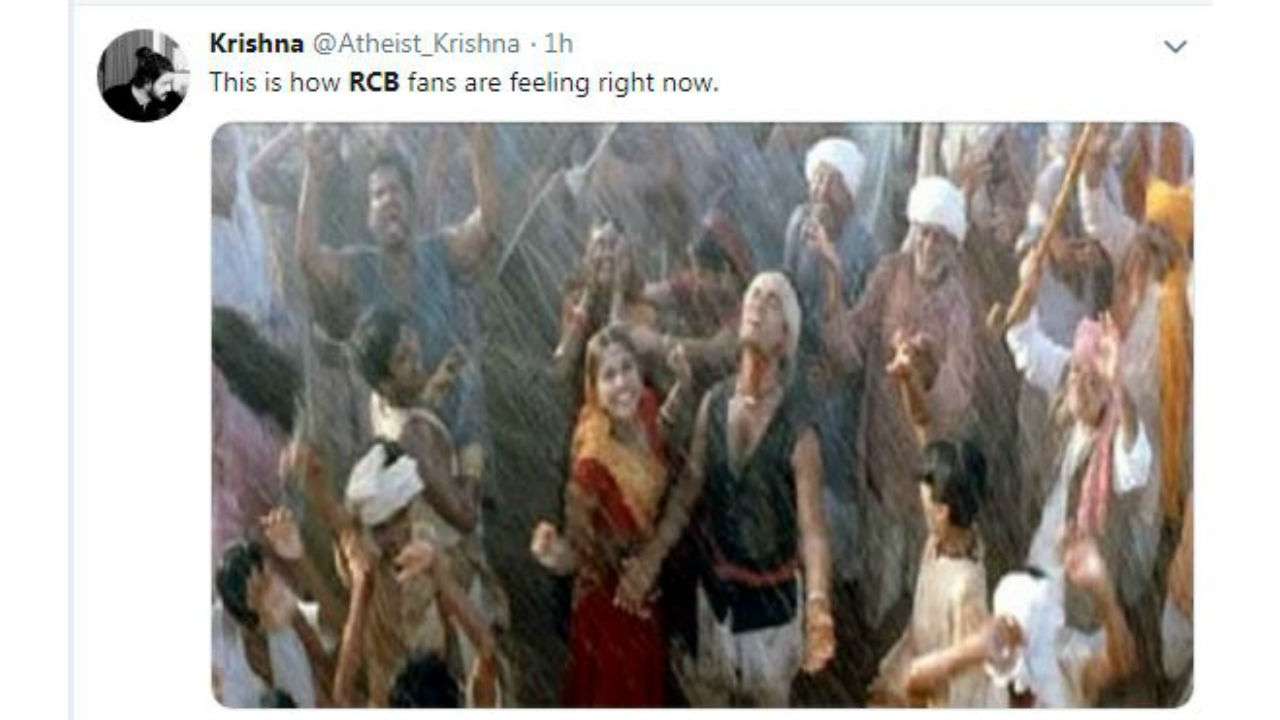 Krishna @Atheist_Krishna · 1h
This is how RCB fans are feeling right now.